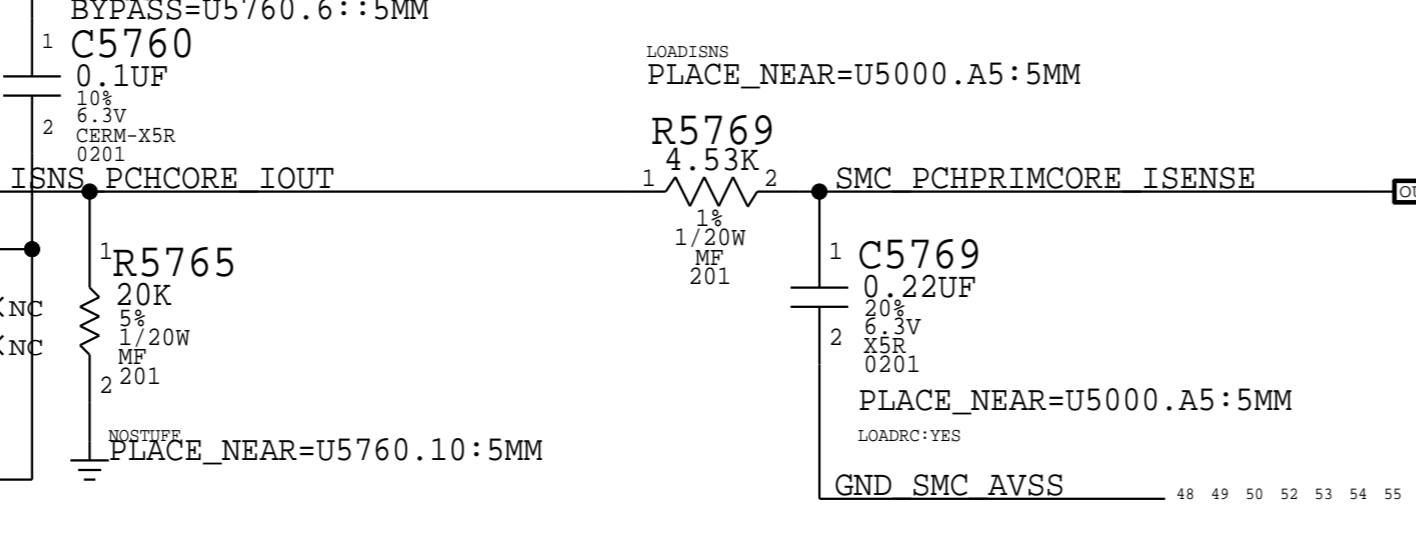 BYPASS=U5760.6::5MM
1
C5760
0.1UF
10%
6.3V
2
CERM-X5R
0201
ISNS_PCHCORE_IOUT
1
R5765
20K
5%
1/20W
MF
201
2
NC
NC
NOSTUFF
PLACE_NEAR=U5760.10:5MM
LOADISNS
PLACE_NEAR=U5000.A5:5MM
R5769
4.53K
1
2
1%
1/20W
MF
201
SMC_PCHPRIMCORE_ISENSE
1
C5769
0.22UF
20%
6.3V
2
X5R
0201
PLACE_NEAR=U5000.A5:5MM
LOADRC:YES
GND_SMC_AVSS
48 49 50 52 53 54 55